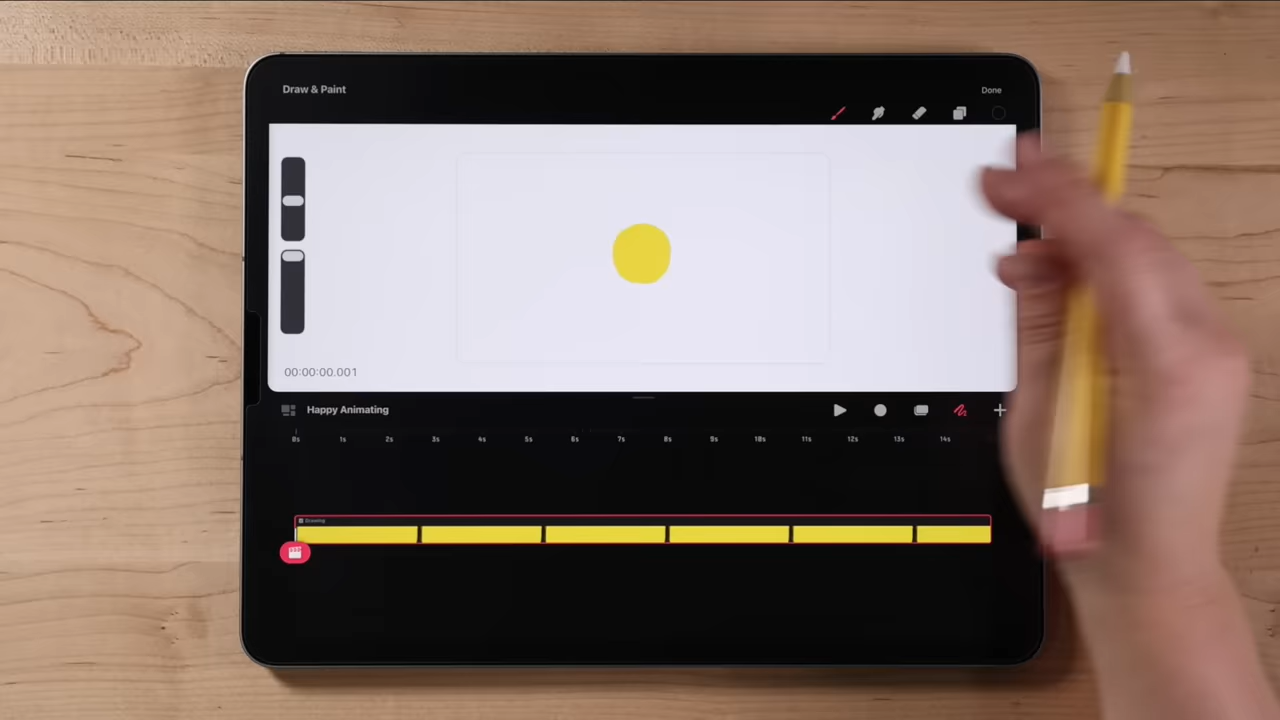 Draw & Paint
Done
00:00:00.001
Happy Animating
0s 1s 2s 3s 4s 5s 6s 7s 8s 9s 10s 11s 12s 13s 14s
Drawing